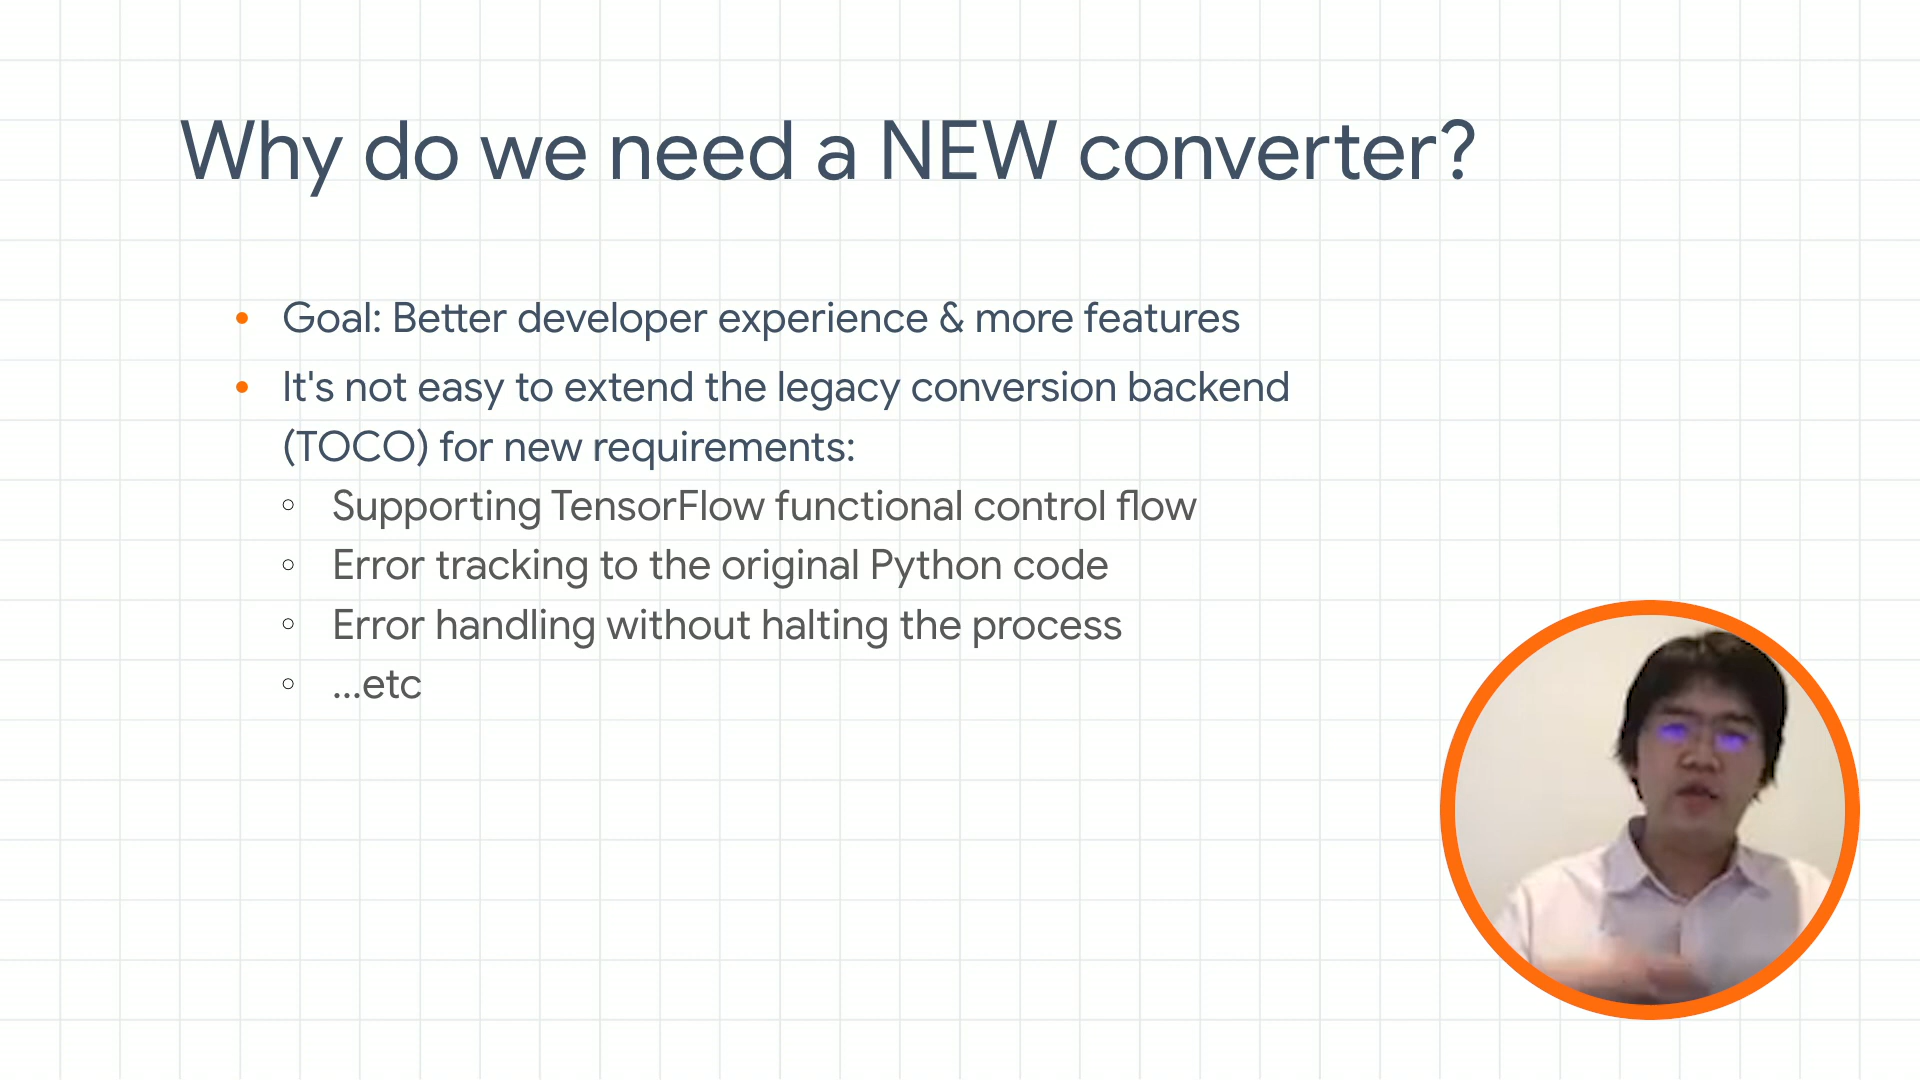 Why do we need a NEW converter?
Goal: Better developer experience & more features
It's not easy to extend the legacy conversion backend
(TOCO) for new requirements:
Supporting TensorFlow functional control flow
Error tracking to the original Python code
Error handling without halting the process
...etc